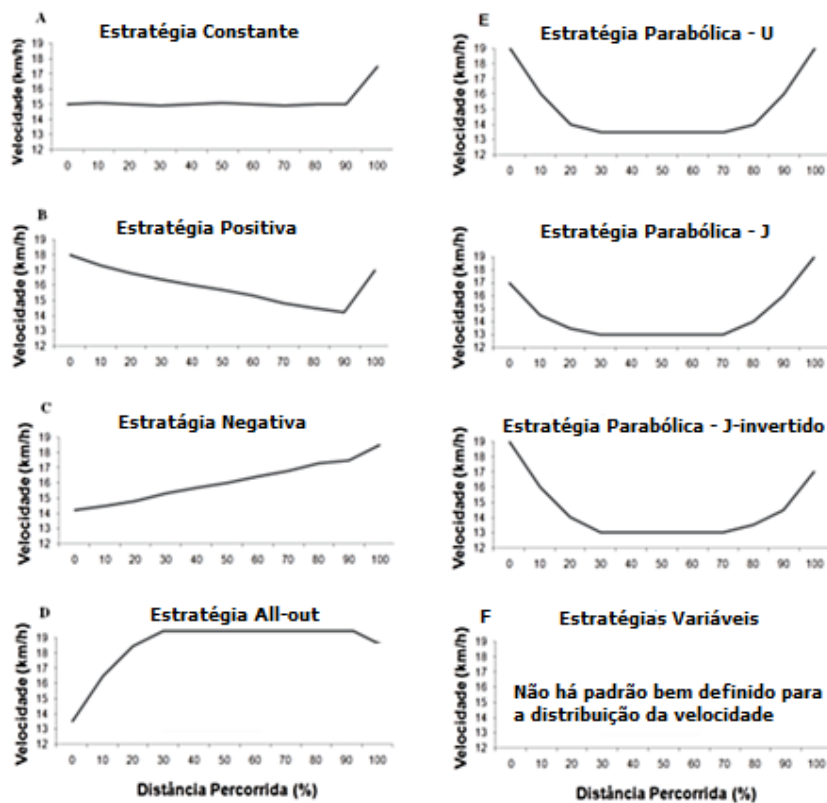 A
Estratégia Constante
Velocidade (km/h)
19
18
17
16
15
14
13
12
0 10 20 30 40 50 60 70 80 90 100
B
Estratégia Positiva
Velocidade (km/h)
19
18
17
16
15
14
13
12
0 10 20 30 40 50 60 70 80 90 100
C
Estratágia Negativa
Velocidade (km/h)
19
18
17
16
15
14
13
12
0 10 20 30 40 50 60 70 80 90 100
D
Estratégia All-out
Velocidade (km/h)
19
18
17
16
15
14
13
12
0 10 20 30 40 50 60 70 80 90 100
Distância Percorrida (%)
E
Estratégia Parabólica - U
Velocidade (km/h)
19
18
17
16
15
14
13
12
0 10 20 30 40 50 60 70 80 90 100
Estratégia Parabólica - J
Velocidade (km/h)
19
18
17
16
15
14
13
12
0 10 20 30 40 50 60 70 80 90 100
Estratégia Parabólica - J-invertido
Velocidade (km/h)
19
18
17
16
15
14
13
12
0 10 20 30 40 50 60 70 80 90 100
F
Estratégias Variáveis
Velocidade (km/h)
19
18
17
16
15
14
13
12
Não há padrão bem definido para
a distribuição da velocidade
0 10 20 30 40 50 60 70 80 90 100
Distância Percorrida (%)